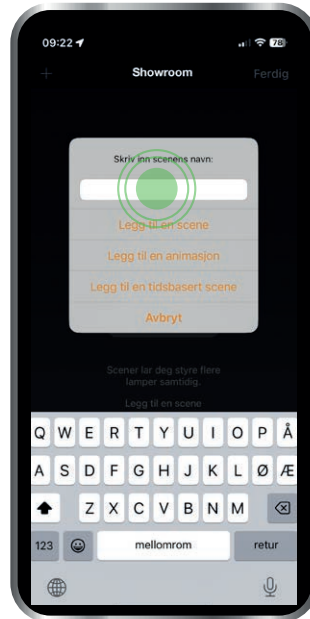 09:22
78
+
Showroom
Ferdig
Skriv inn scenens navn:
Legg til en scene
Legg til en animasjon
Legg til en tidsbasert scene
Avbryt
Scener lar deg styre flere
lamper samtidig.
Legg til en scene
Q W E R T Y U I O P Å
A S D F G H J K L Ø Æ
Z X C V B N M
123 mellomrom retur